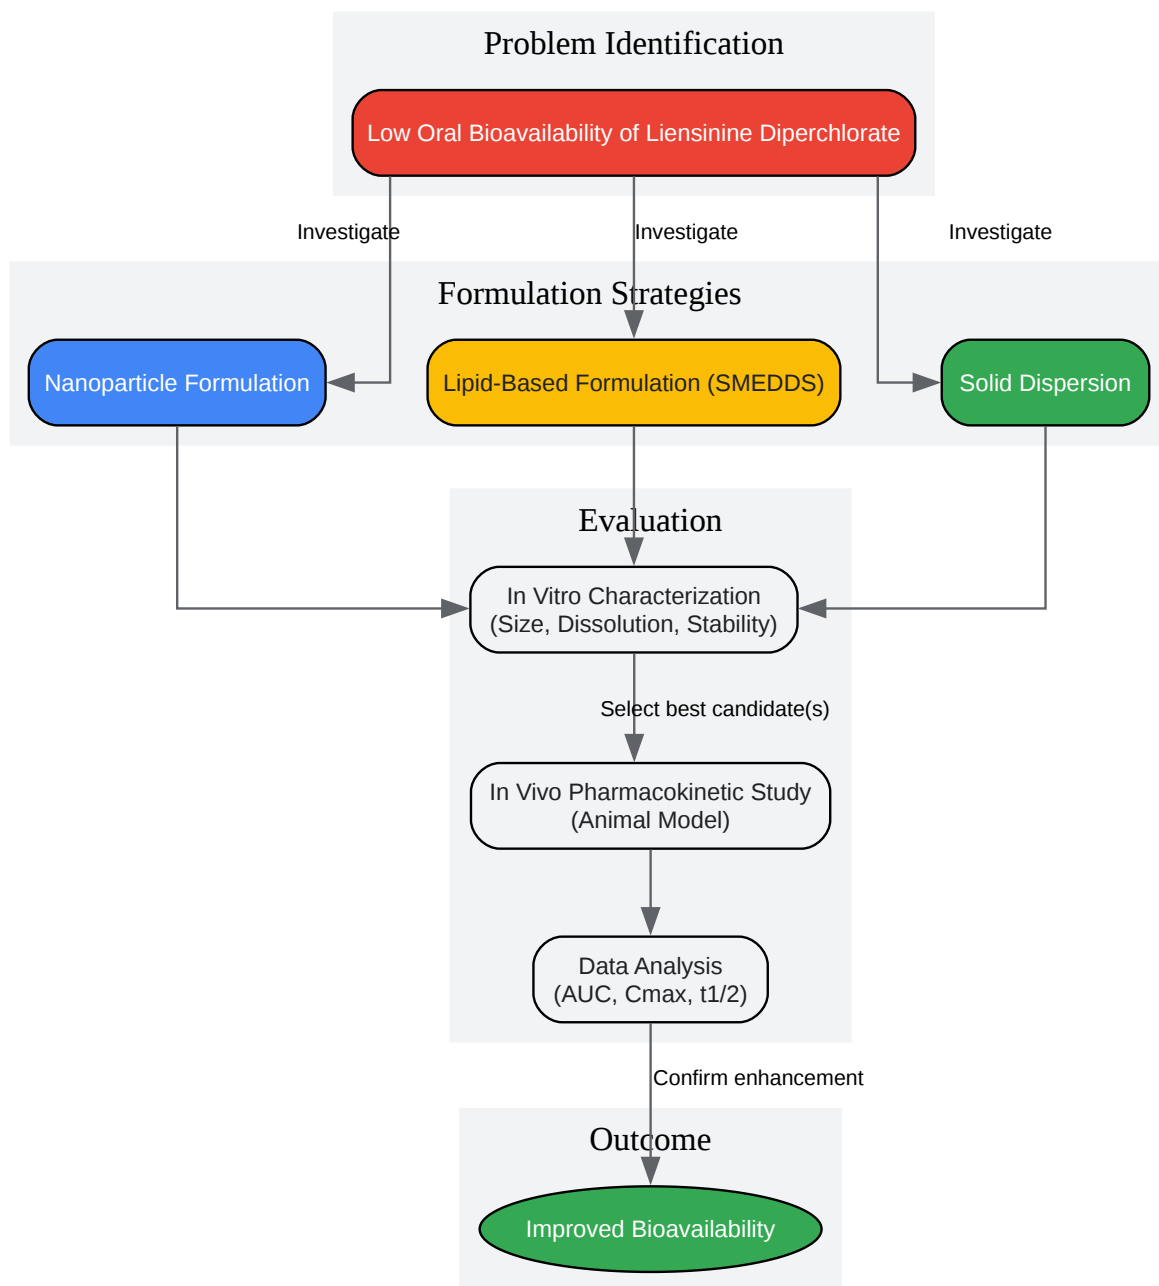 Problem Identification
Low Oral Bioavailability of Liensinine Diperchlorate
Investigate
Investigate
Investigate
Formulation Strategies
Nanoparticle Formulation
Lipid-Based Formulation (SMEDDS)
Solid Dispersion
Evaluation
In Vitro Characterization
(Size, Dissolution, Stability)
Select best candidate(s)
In Vivo Pharmacokinetic Study
(Animal Model)
Data Analysis
(AUC, Cmax, t1/2)
Confirm enhancement
Outcome
Improved Bioavailability